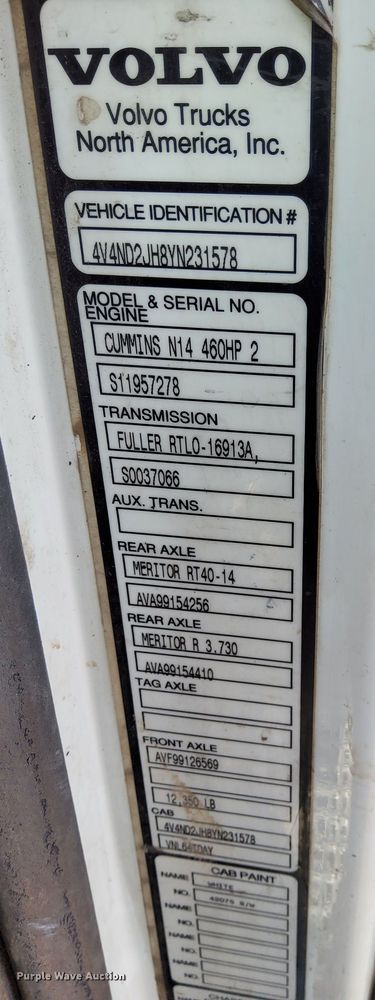 VOLVO
Volvo Trucks
North America, Inc.
VEHICLE IDENTIFICATION #
4V4ND2JH8YN231578
MODEL & SERIAL NO.
ENGINE
CUMMINS N14 460HP 2
S11957278
TRANSMISSION
FULLER RTLO-16913A,
S0037066
AUX. TRANS.
REAR AXLE
MERITOR RT40-14
AVA99154256
REAR AXLE
MERITOR R 3.730
AVA99154410
TAG AXLE
FRONT AXLE
AVF99126569
12,350 LB
CAB
4V4ND2JH8YN231578
VNL64TDAY
CAB PAINT
NAME WHITE
NO.
NAME
NO.
NAME
NO.
NAME
Purple Wave Auction